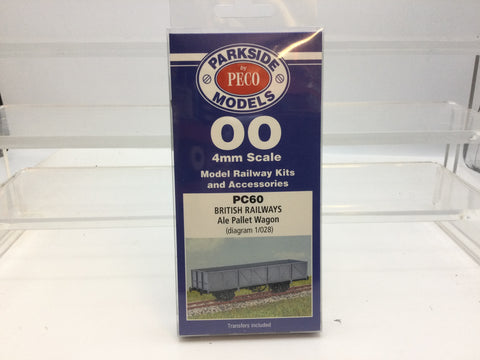 PARKSIDE
by
PECO
MODELS
OO
4mm Scale
Model Railway Kits
and Accessories
PC60
BRITISH RAILWAYS
Ale Pallet Wagon
(diagram 1/028)
Transfers included